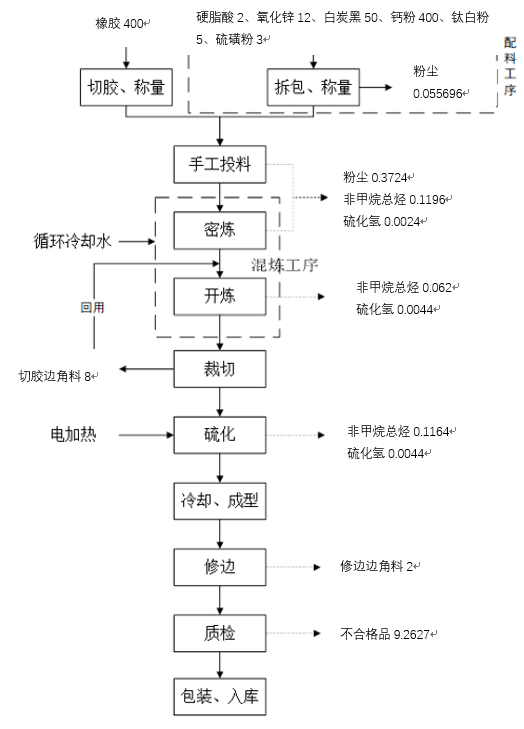 橡胶 400
硬脂酸 2、氧化锌 12、白炭黑 50、钙粉 400、钛白粉
5、硫磺粉 3
配料工序
切胶、称量
拆包、称量
粉尘
0.055696
手工投料
粉尘 0.3724
非甲烷总烃 0.1196
硫化氢 0.0024
密炼
循环冷却水
混炼工序
开炼
非甲烷总烃 0.062
硫化氢 0.0044
回用
裁切
切胶边角料 8
电加热
硫化
非甲烷总烃 0.1164
硫化氢 0.0044
冷却、成型
修边
修边边角料 2
质检
不合格品 9.2627
包装、入库